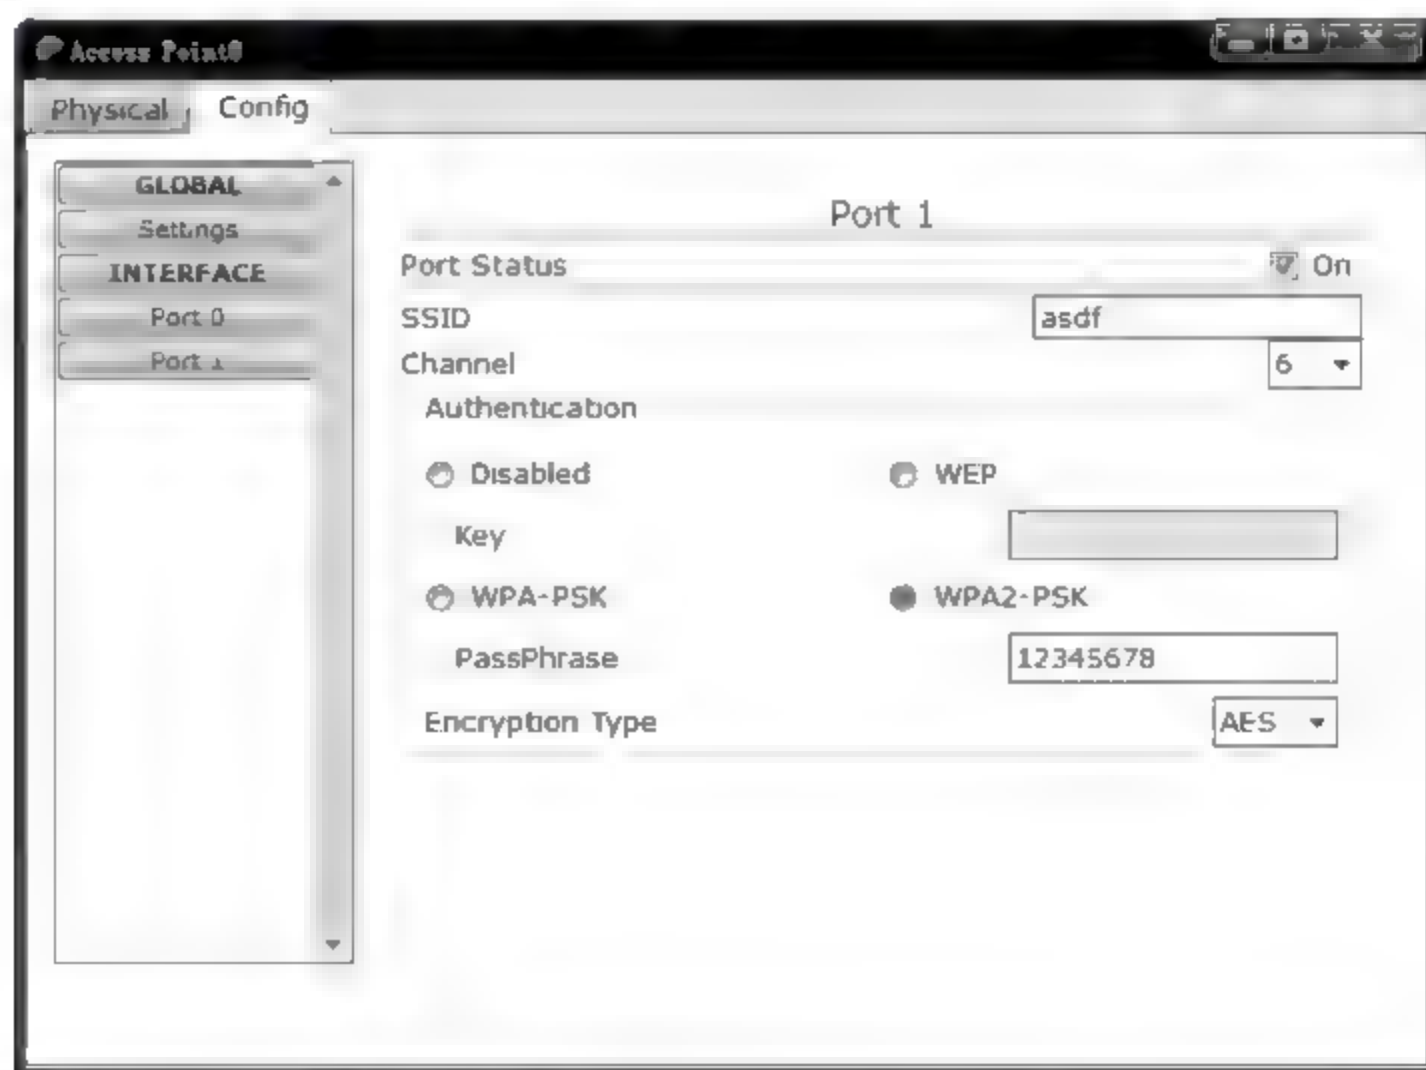 Access Point0
Physical Config
GLOBAL
Settings
INTERFACE
Port 0
Port 1
Port 1
Port Status On
SSID asdf
Channel 6
Authentication
Disabled WEP
Key
WPA-PSK WPA2-PSK
PassPhrase 12345678
Encryption Type AES